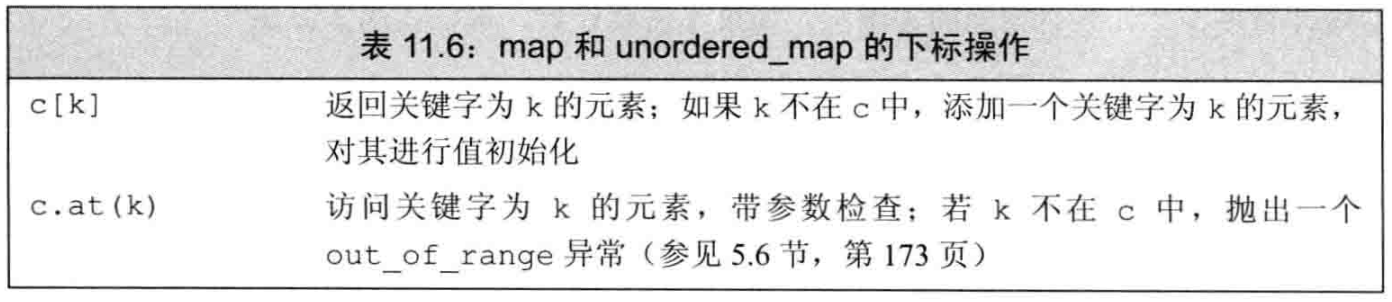 表 11.6：map 和 unordered_map 的下标操作
c[k] 返回关键字为 k 的元素；如果 k 不在 c 中，添加一个关键字为 k 的元素，
对其进行值初始化
c.at(k) 访问关键字为 k 的元素，带参数检查；若 k 不在 c 中，抛出一个
out_of_range 异常（参见 5.6 节，第 173 页）